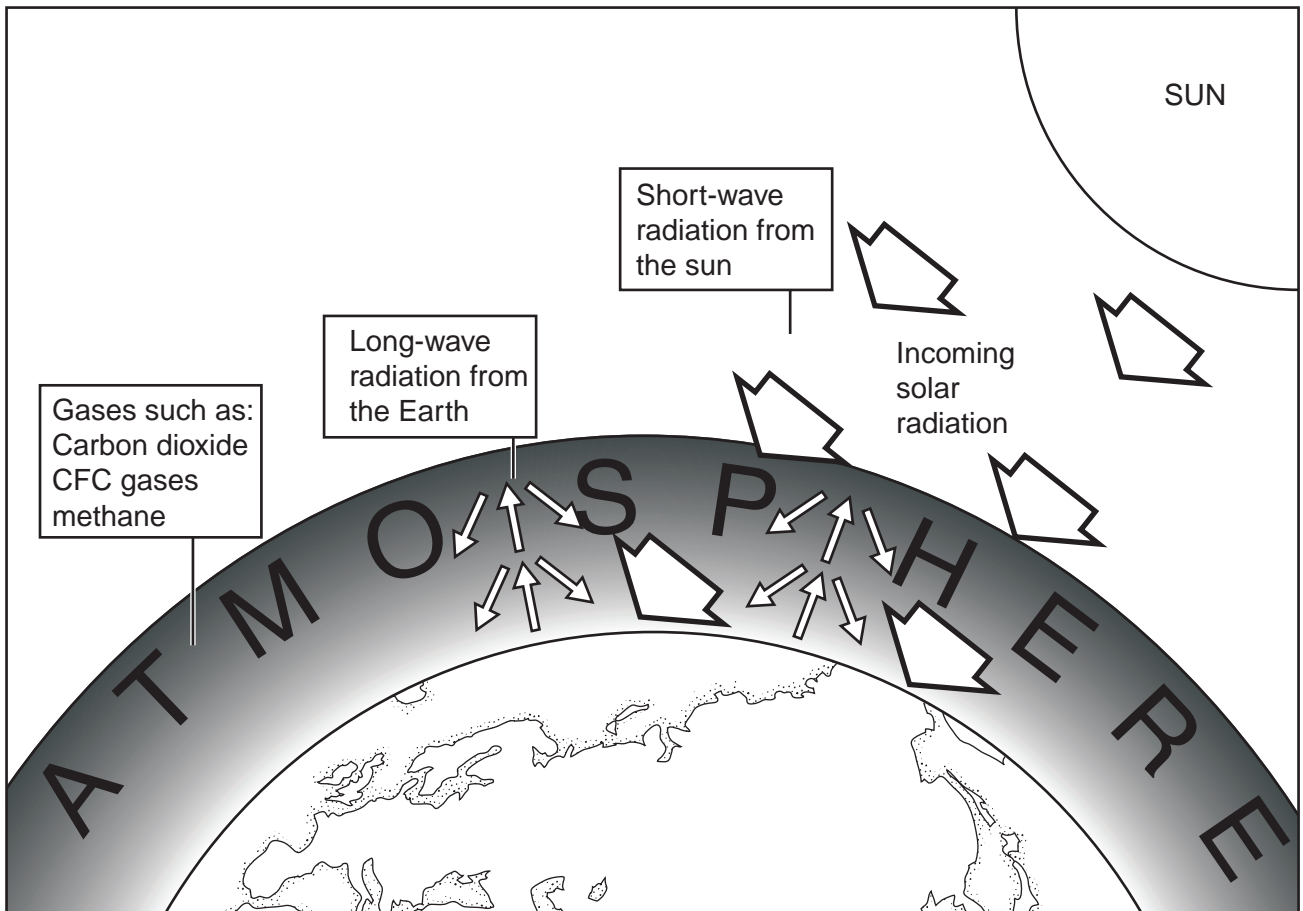 SUN
Short-wave
radiation from
the sun
Incoming
solar
radiation
Long-wave
radiation from
the Earth
Gases such as:
Carbon dioxide
CFC gases
methane
ATMOSPHERE